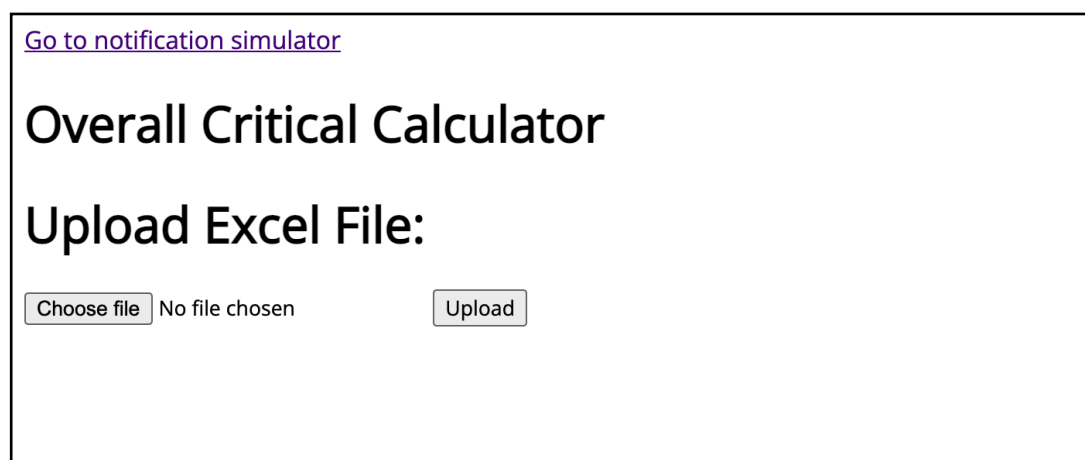 Go to notification simulator
Overall Critical Calculator
Upload Excel File:
Choose file No file chosen Upload